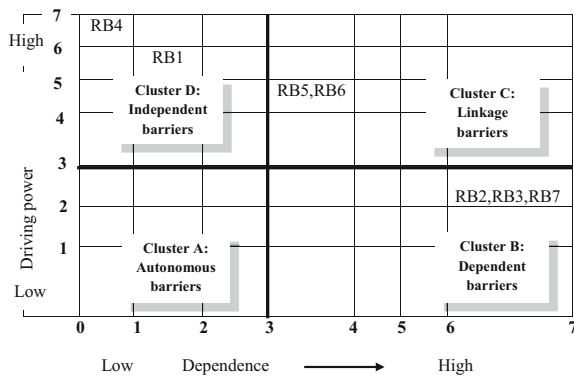 7
RB4
High
6
RB1
5
Cluster D:
Independent
barriers
RB5,RB6
Cluster C:
Linkage
barriers
4
3
Driving power
2
RB2,RB3,RB7
1
Cluster A:
Autonomous
barriers
Cluster B:
Dependent
barriers
Low
0 1 2 3 4 5 6 7
Low Dependence High